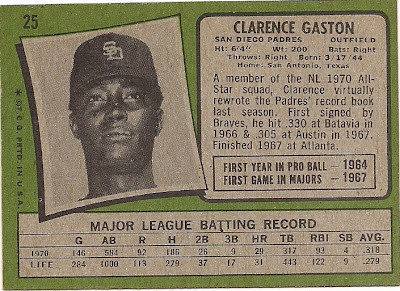 25
CLARENCE GASTON
SAN DIEGO PADRES OUTFIELD
Ht: 6/4" Wt: 200 Bats: Right
Throws: Right Born: 3/17/44
Home: San Antonio, Texas
A member of the NL 1970 All-
Star squad, Clarence virtually
rewrote the Padres' record book
last season. First signed by
Braves, he hit .330 at Batavia in
1966 & .305 at Austin in 1967.
Finished 1967 at Atlanta.
FIRST YEAR IN PRO BALL — 1964
FIRST GAME IN MAJORS — 1967
SD
* ©T.C.G. PRTD. IN U.S.A.
MAJOR LEAGUE BATTING RECORD
G AB R H 2B 3B HR TB RBI SB AVG.
1970 146 584 92 186 26 9 29 317 93 4 .318
LIFE 284 1000 113 279 37 17 31 443 122 9 .279